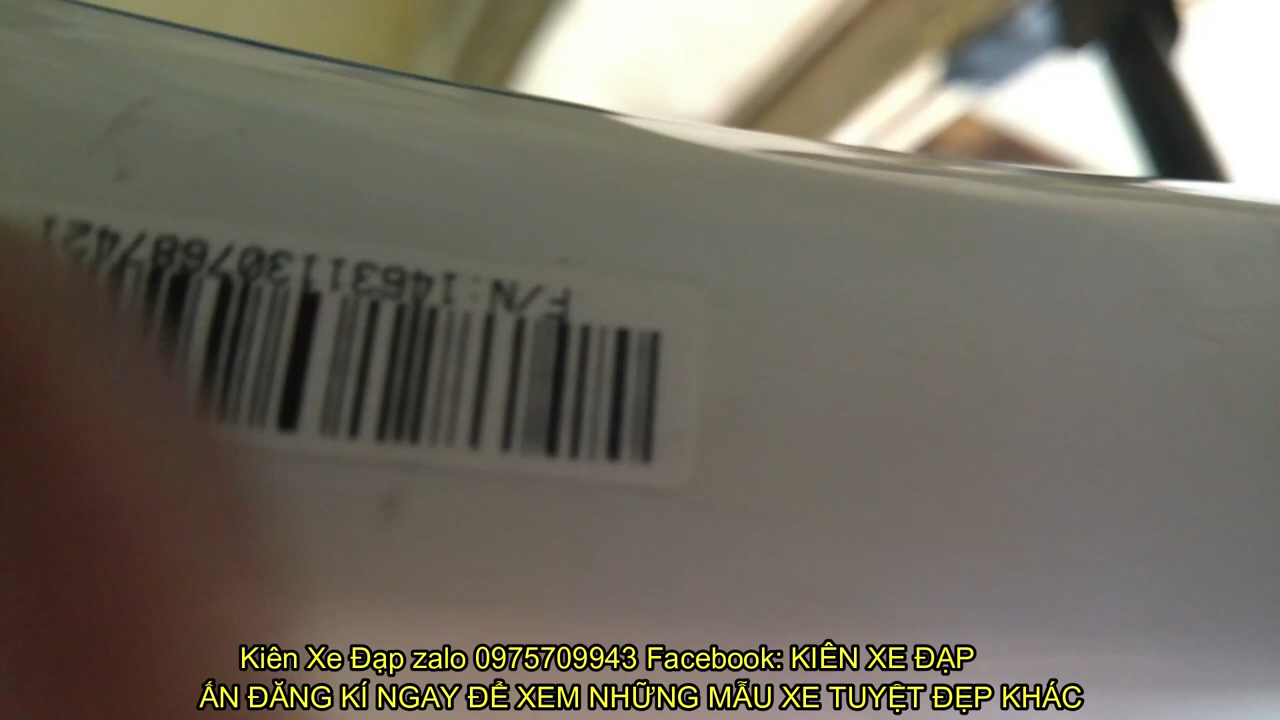 F/N:146311307687421
Kiên Xe Đạp zalo 0975709943 Facebook: KIÊN XE ĐẠP
ẤN ĐĂNG KÍ NGAY ĐỂ XEM NHỮNG MẪU XE TUYỆT ĐẸP KHÁC